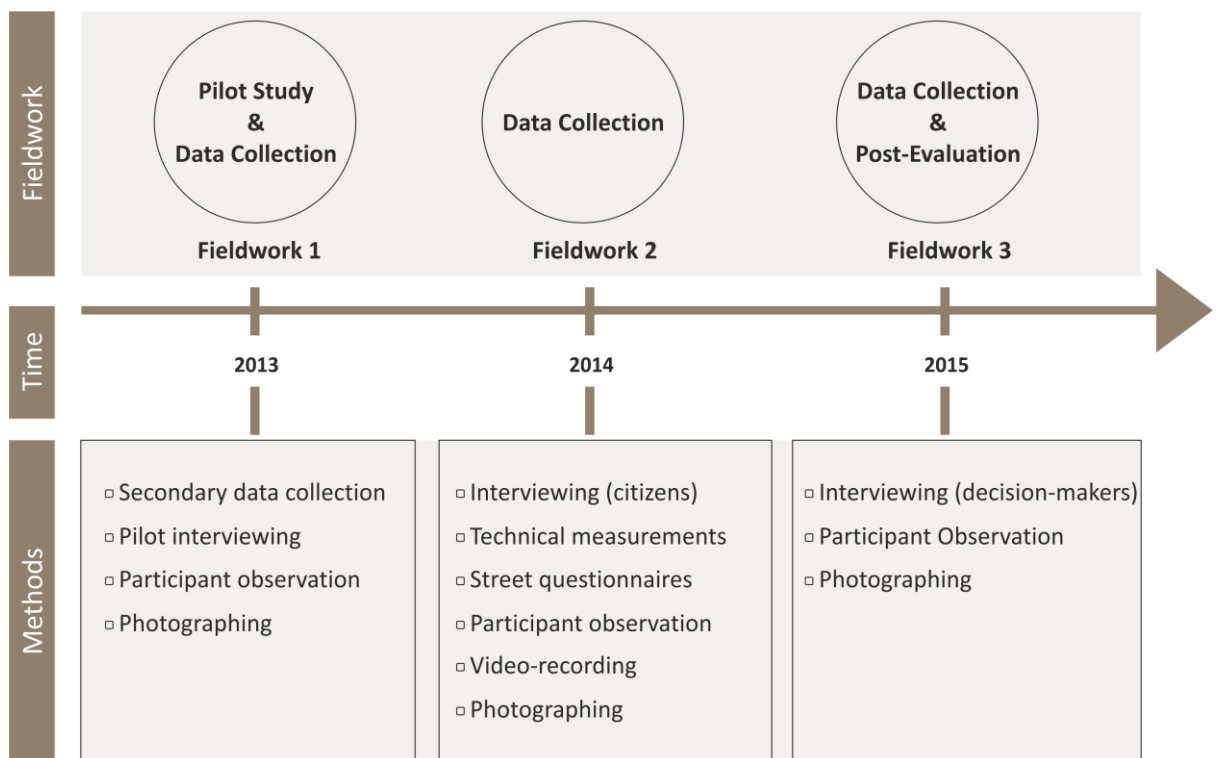 Fieldwork
Pilot Study
&
Data Collection
Data Collection
Data Collection
&
Post-Evaluation
Fieldwork 1
Fieldwork 2
Fieldwork 3
Time
2013
2014
2015
Methods
Secondary data collection
Pilot interviewing
Participant observation
Photographing
Interviewing (citizens)
Technical measurements
Street questionnaires
Participant observation
Video-recording
Photographing
Interviewing (decision-makers)
Participant Observation
Photographing